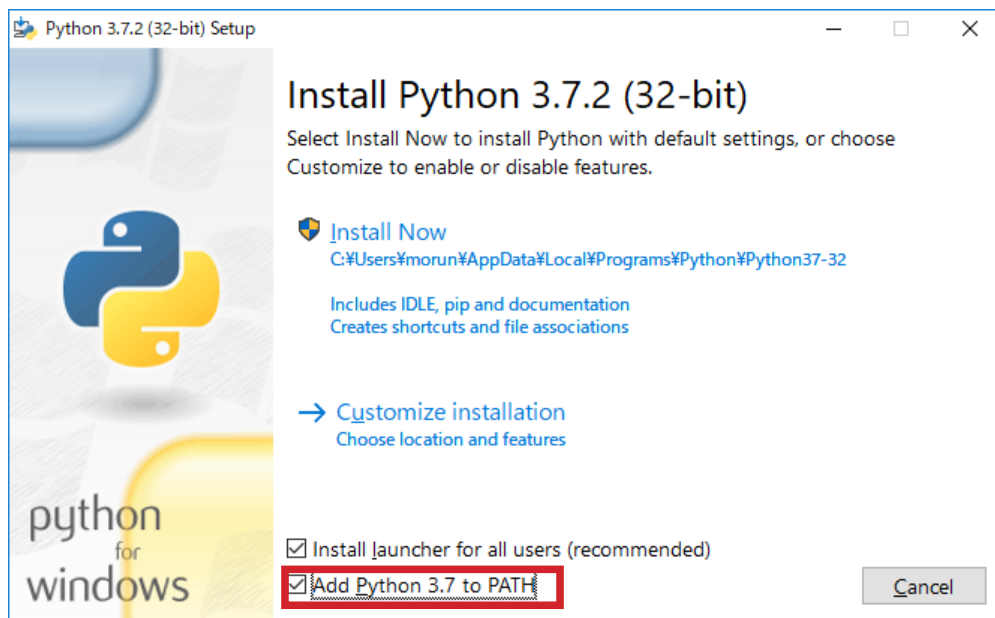 Python 3.7.2 (32-bit) Setup
Install Python 3.7.2 (32-bit)
Select Install Now to install Python with default settings, or choose
Customize to enable or disable features.
Install Now
C:¥Users¥morun¥AppData¥Local¥Programs¥Python¥Python37-32
Includes IDLE, pip and documentation
Creates shortcuts and file associations
Customize installation
Choose location and features
python
for
windows
Install launcher for all users (recommended)
Add Python 3.7 to PATH
Cancel